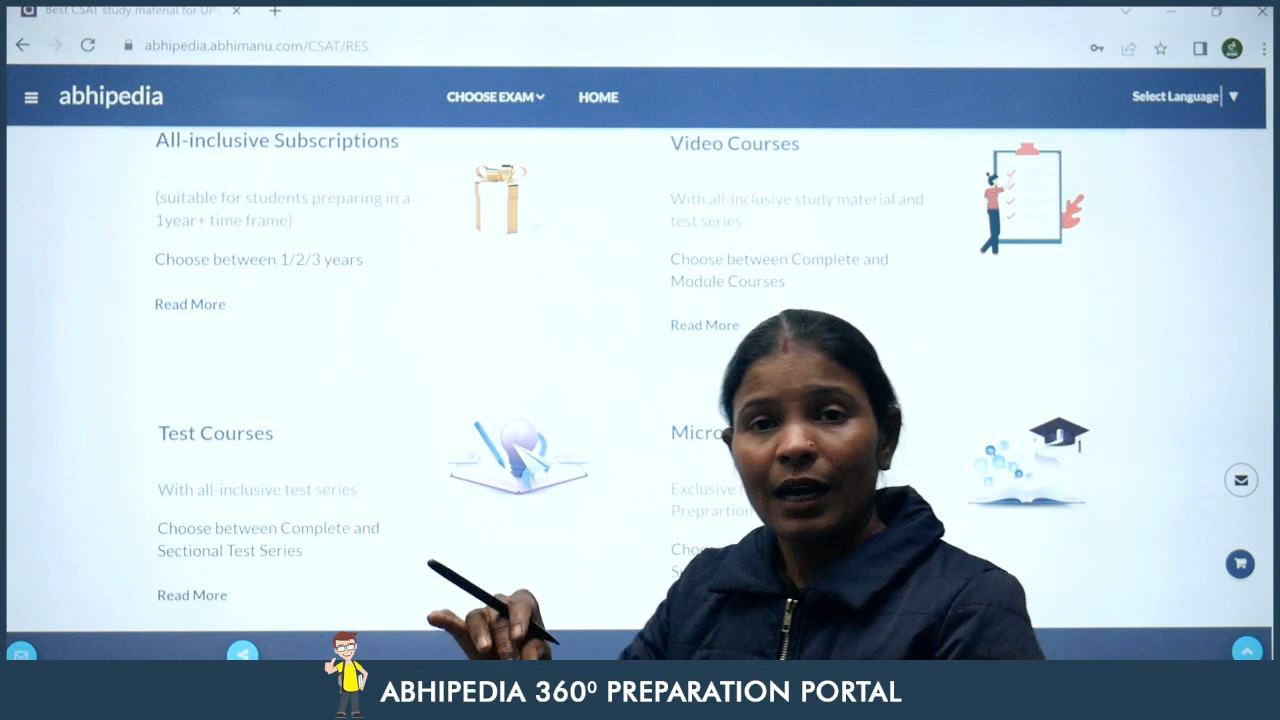 Best CSAT study material for UP
abhipedia.abhimanu.com/CSAT/RES
abhipedia
CHOOSE EXAM
HOME
Select Language
All-inclusive Subscriptions
(suitable for students preparing in a
1year+ time frame)
Choose between 1/2/3 years
Read More
Video Courses
With all-inclusive study material and
test series
Choose between Complete and
Module Courses
Read More
Test Courses
With all-inclusive test series
Choose between Complete and
Sectional Test Series
Read More
Micro
Exclusive
Preprartion
ABHIPEDIA 360⁰ PREPARATION PORTAL